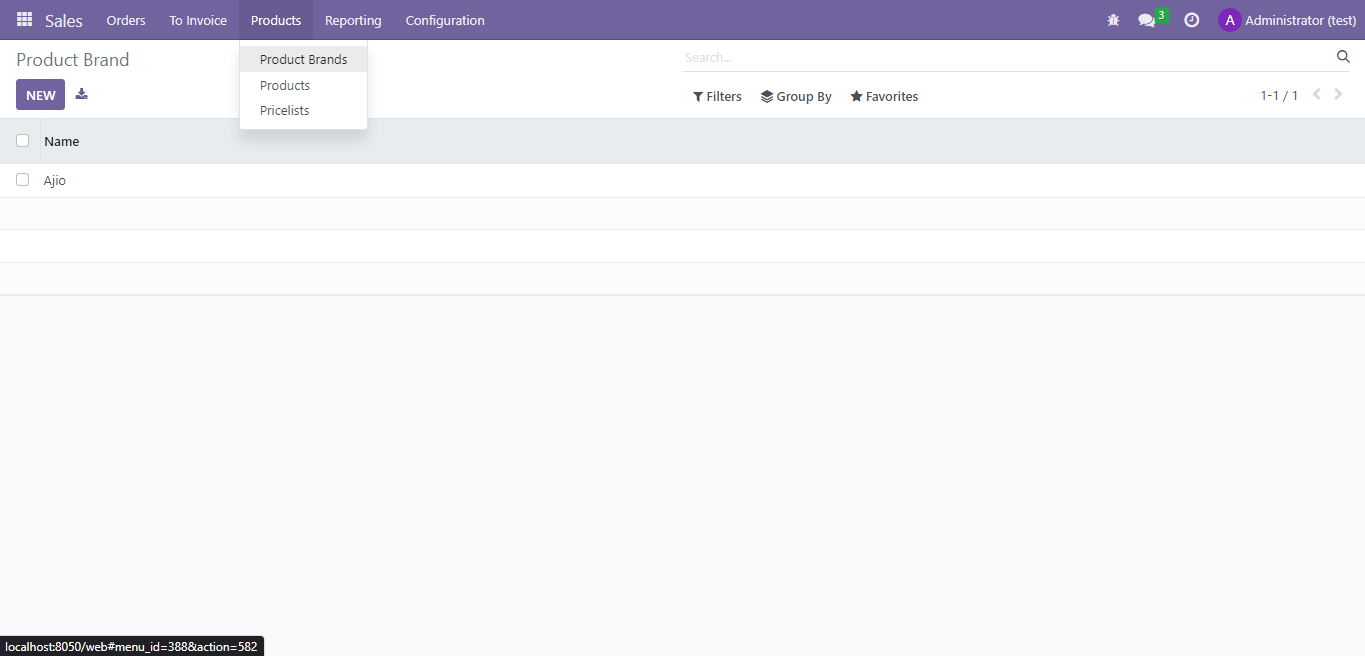 Sales Orders To Invoice Products Reporting Configuration 3 A Administrator (test)
Product Brand
Product Brands
Products
Pricelists
Search...
NEW
Filters Group By Favorites 1-1 / 1
Name
Ajio
localhost:8050/web#menu_id=388&action=582